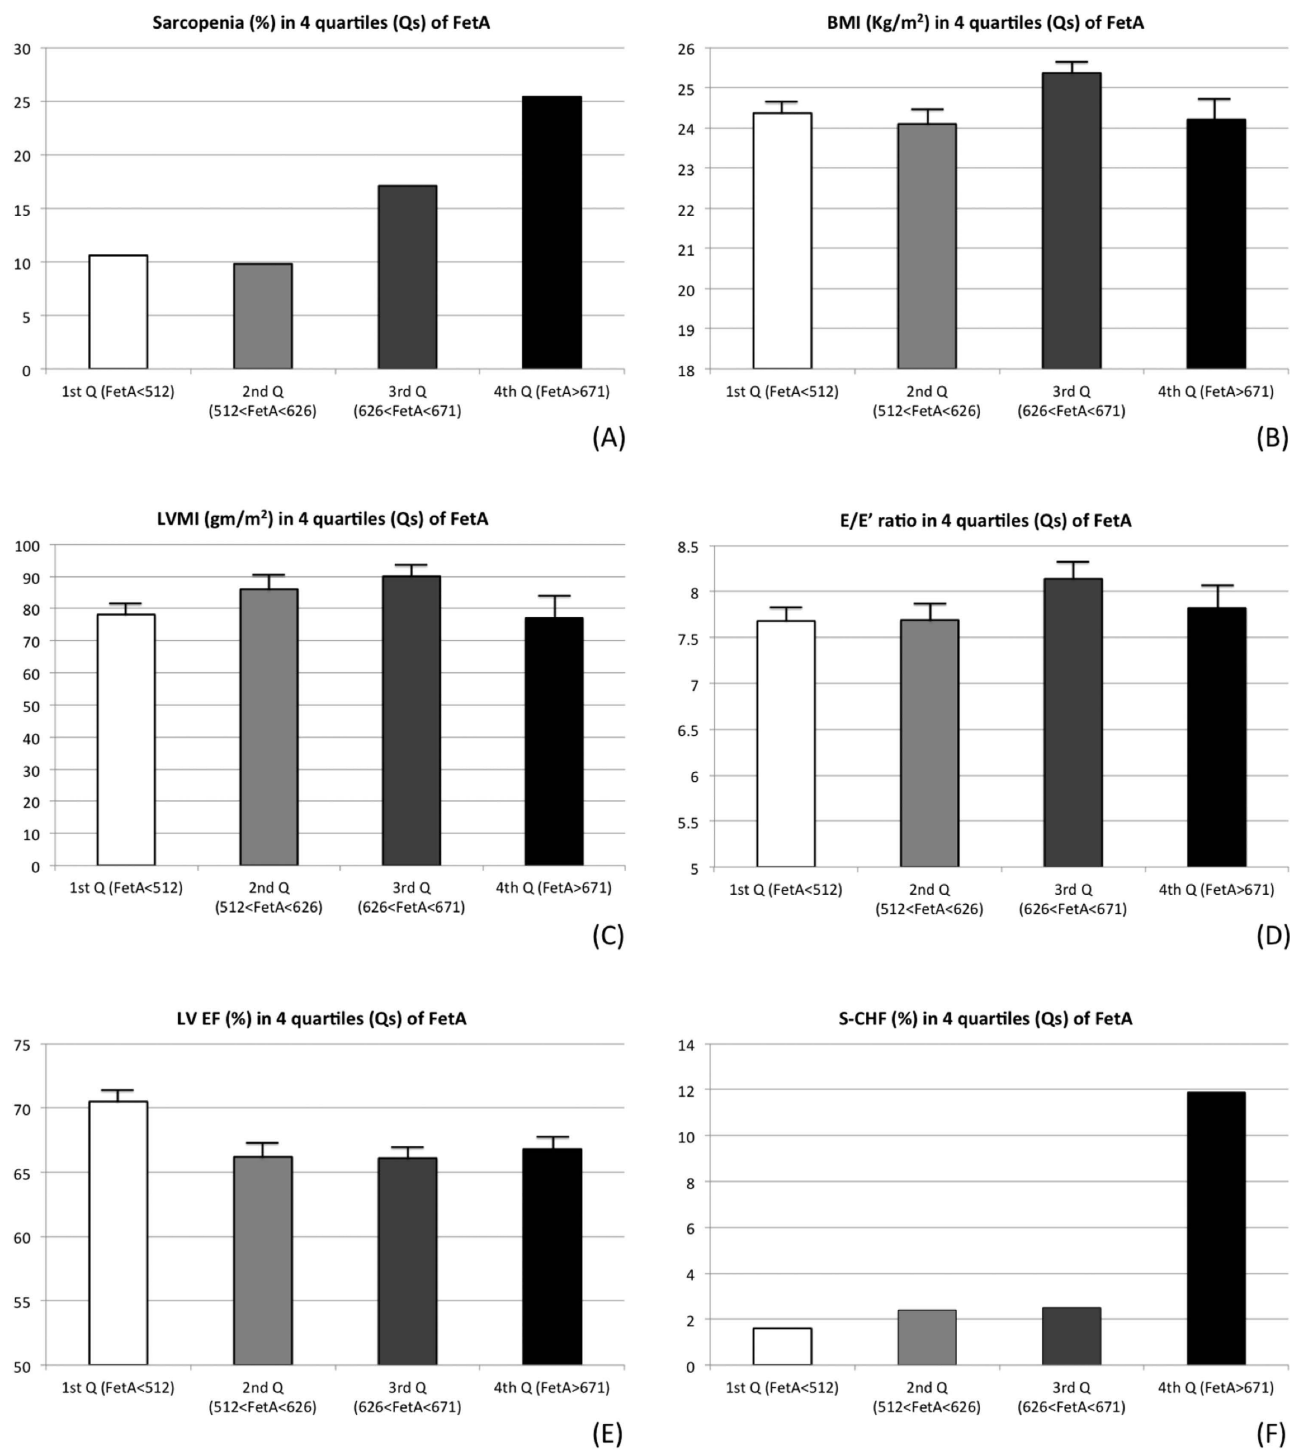 Sarcopenia (%) in 4 quartiles (Qs) of FetA
30
25
20
15
10
5
0
1st Q (FetA<512)
2nd Q
(512<FetA<626)
3rd Q
(626<FetA<671)
4th Q (FetA>671)
(A)
BMI (Kg/m²) in 4 quartiles (Qs) of FetA
26
25
24
23
22
21
20
19
18
1st Q (FetA<512)
2nd Q
(512<FetA<626)
3rd Q
(626<FetA<671)
4th Q (FetA>671)
(B)
LVMI (gm/m²) in 4 quartiles (Qs) of FetA
100
90
80
70
60
50
40
30
20
10
0
1st Q (FetA<512)
2nd Q
(512<FetA<626)
3rd Q
(626<FetA<671)
4th Q (FetA>671)
(C)
E/E’ ratio in 4 quartiles (Qs) of FetA
8.5
8
7.5
7
6.5
6
5.5
5
1st Q (FetA<512)
2nd Q
(512<FetA<626)
3rd Q
(626<FetA<671)
4th Q (FetA>671)
(D)
LV EF (%) in 4 quartiles (Qs) of FetA
75
70
65
60
55
50
1st Q (FetA<512)
2nd Q
(512<FetA<626)
3rd Q
(626<FetA<671)
4th Q (FetA>671)
(E)
S-CHF (%) in 4 quartiles (Qs) of FetA
14
12
10
8
6
4
2
0
1st Q (FetA<512)
2nd Q
(512<FetA<626)
3rd Q
(626<FetA<671)
4th Q (FetA>671)
(F)